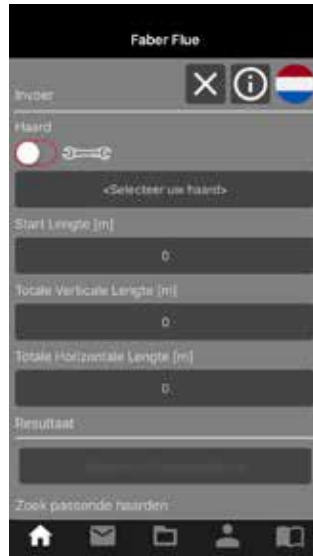 Faber Flue
Invoer
Haard
<Selecteer uw haard>
Start Lengte [m]
0
Totale Verticale Lengte [m]
0
Totale Horizontale Lengte [m]
0
Resultaat
Zoek passende haarden